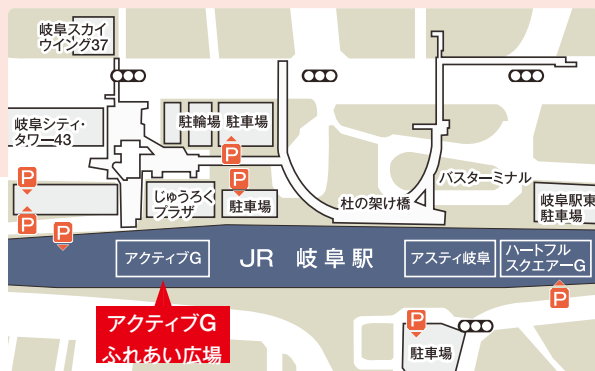 岐阜スカイ
ウイング37
岐阜シティ・
タワー43
駐輪場
駐車場
P
P
P
P
P
じゅうろく
プラザ
駐車場
杜の架け橋
バスターミナル
岐阜駅東
駐車場
アクティブG
JR 岐阜駅
アスティ岐阜
ハートフル
スクエアーG
P
アクティブG
ふれあい広場
P
駐車場